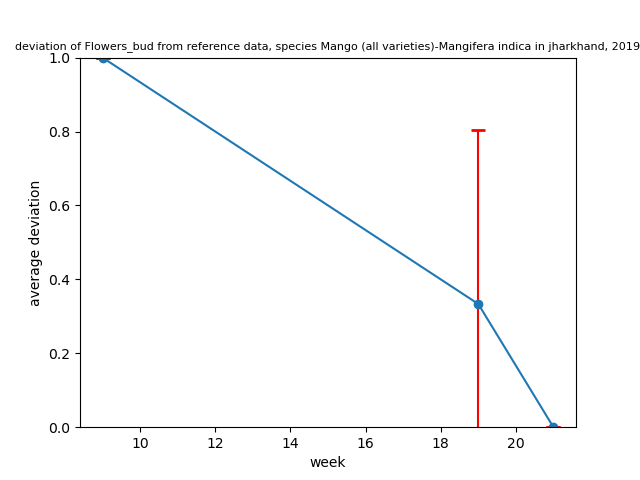 deviation of Flowers_bud from reference data, species Mango (all varieties)-Mangifera indica in jharkhand, 2019
1.0
0.8
0.6
0.4
0.2
0.0
average deviation
10 12 14 16 18 20
week